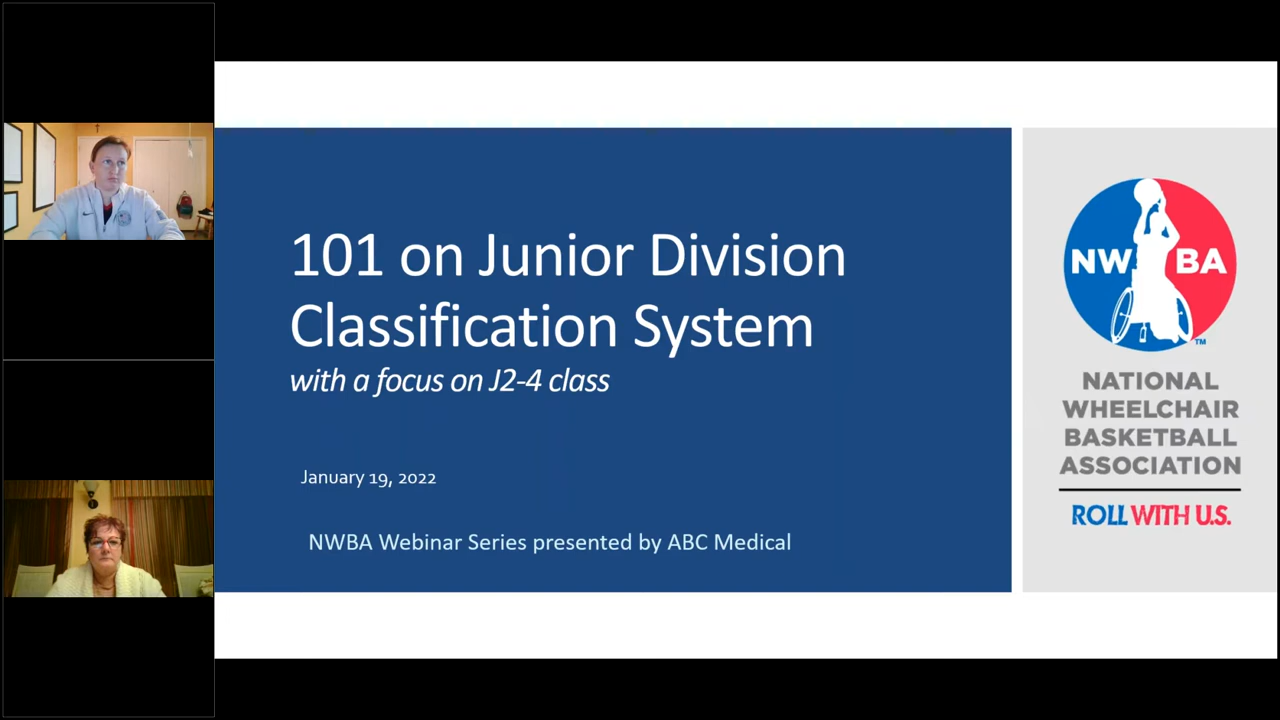 101 on Junior Division
Classification System
with a focus on J2-4 class
January 19, 2022
NWBA Webinar Series presented by ABC Medical
NWBA
TM
NATIONAL
WHEELCHAIR
BASKETBALL
ASSOCIATION
ROLL WITH U.S.